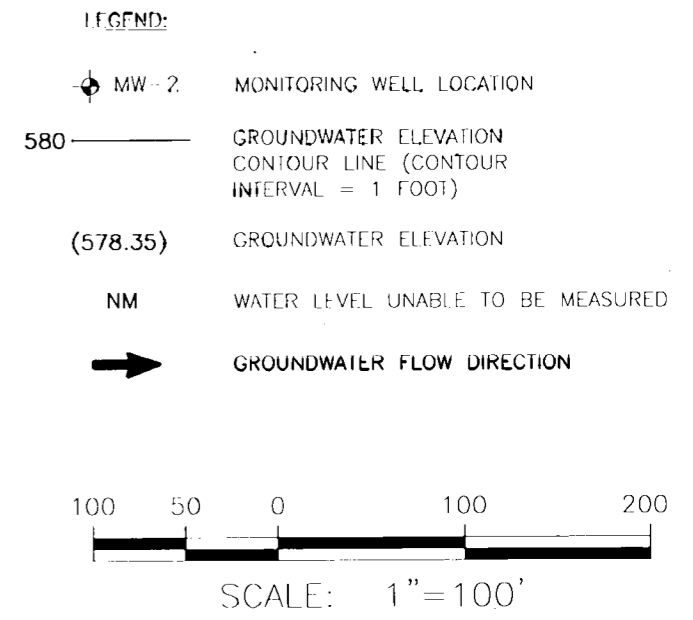 LEGEND:
MW-2 MONITORING WELL LOCATION
580 GROUNDWATER ELEVATION
CONTOUR LINE (CONTOUR
INTERVAL = 1 FOOT)
(578.35) GROUNDWATER ELEVATION
NM WATER LEVEL UNABLE TO BE MEASURED
GROUNDWATER FLOW DIRECTION
100 50 0 100 200
SCALE: 1"=100'